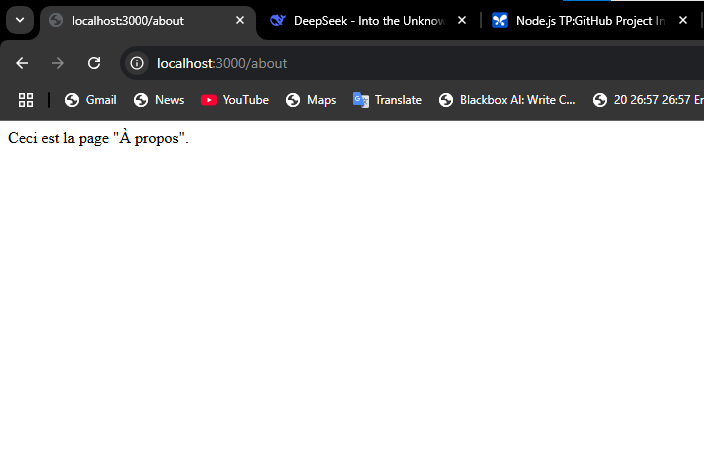 localhost:3000/about
DeepSeek - Into the Unknow
Node.js TP:GitHub Project In
localhost:3000/about
Gmail
News
YouTube
Maps
Translate
Blackbox AI: Write C...
20 26:57 26:57 Er
Ceci est la page "À propos".